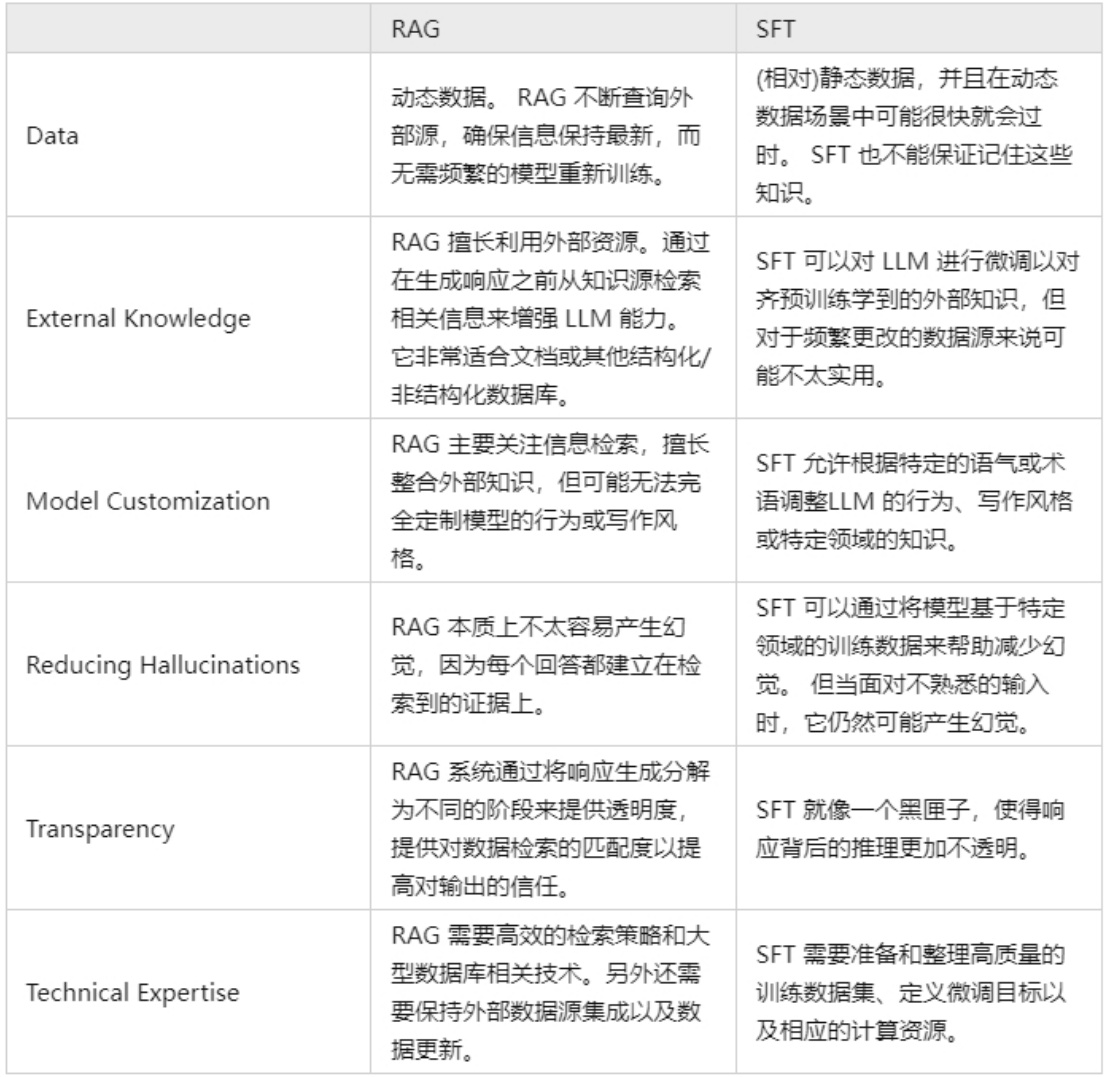 RAG
SFT
Data
动态数据。 RAG 不断查询外
部源，确保信息保持最新，而
无需频繁的模型重新训练。
(相对)静态数据，并且在动态
数据场景中可能很快就会过
时。 SFT 也不能保证记住这些
知识。
External Knowledge
RAG 擅长利用外部资源。通过
在生成响应之前从知识源检索
相关信息来增强 LLM 能力。
它非常适合文档或其他结构化/
非结构化数据库。
SFT 可以对 LLM 进行微调以对
齐预训练学到的外部知识，但
对于频繁更改的数据源来说可
能不太实用。
Model Customization
RAG 主要关注信息检索，擅长
整合外部知识，但可能无法完
全定制模型的行为或写作风
格。
SFT 允许根据特定的语气或术
语调整LLM 的行为、写作风格
或特定领域的知识。
Reducing Hallucinations
RAG 本质上不太容易产生幻
觉，因为每个回答都建立在检
索到的证据上。
SFT 可以通过将模型基于特定
领域的训练数据来帮助减少幻
觉。 但当面对不熟悉的输入
时，它仍然可能产生幻觉。
Transparency
RAG 系统通过将响应生成分解
为不同的阶段来提供透明度，
提供对数据检索的匹配度以提
高对输出的信任。
SFT 就像一个黑匣子，使得响
应背后的推理更加不透明。
Technical Expertise
RAG 需要高效的检索策略和大
型数据库相关技术。另外还需
要保持外部数据源集成以及数
据更新。
SFT 需要准备和整理高质量的
训练数据集、定义微调目标以
及相应的计算资源。